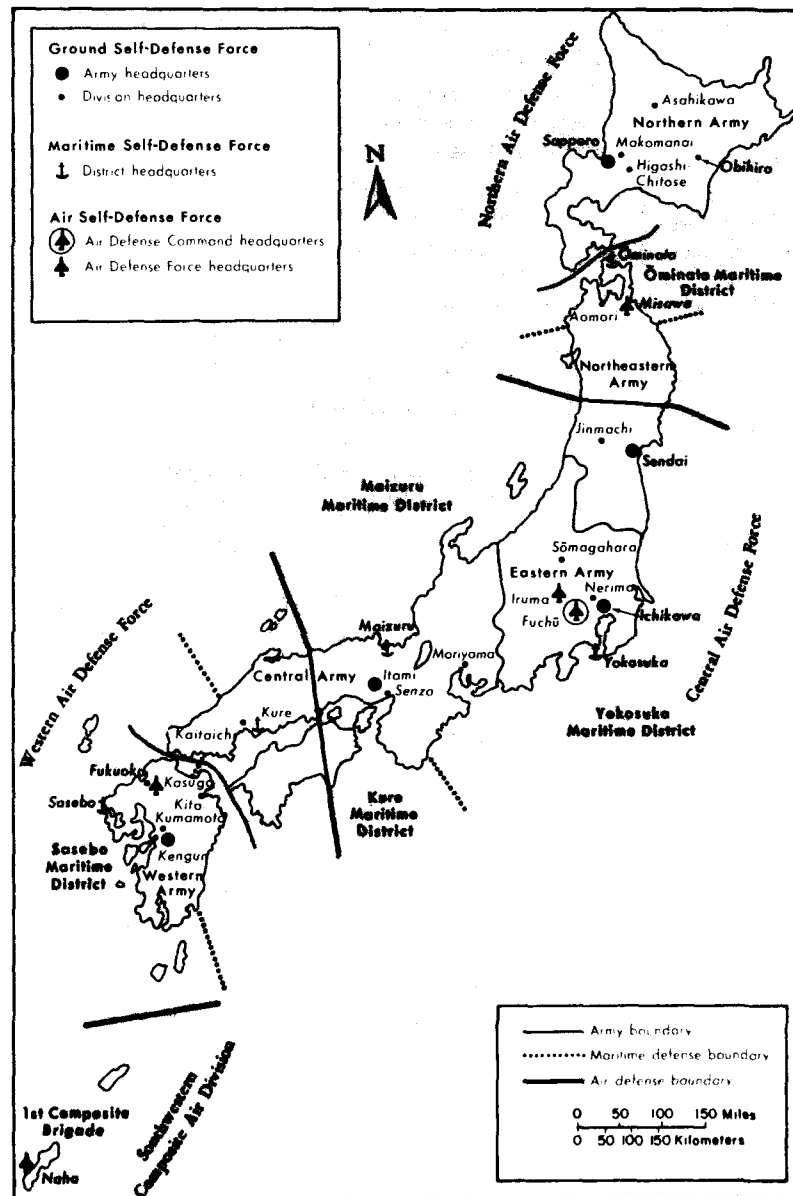 Ground Self-Defense Force
Army headquarters
Division headquarters
Maritime Self-Defense Force
District headquarters
Air Self-Defense Force
Air Defense Command headquarters
Air Defense Force headquarters
N
Northern Air Defense Force
Asahikawa
Northern Army
Sapporo
Makomanai
Obihiro
Higashi-
Chitose
Ōminato
Ōminato Maritime
District
Misawa
Aomori
Northeastern
Army
Jinmachi
Sendai
Maizuru
Maritime District
Sōmagahara
Eastern Army
Nerima
Iruma
Ichikawa
Fuchū
Central Air Defense Force
Yokosuka
Yokosuka
Maritime District
Western Air Defense Force
Maizuru
Moriyama
Central Army
Itami
Senzo
Kure
Kaitaichi
Fukuoka
Kasuga
Sasebo
Kita
Kumamoto
Kure
Maritime
District
Kengun
Sasebo
Maritime
District
Western
Army
Southwestern
Composite Air Division
1st Composite
Brigade
Naha
Army boundary
Maritime defense boundary
Air defense boundary
0 50 100 150 Miles
0 50 100 150 Kilometers